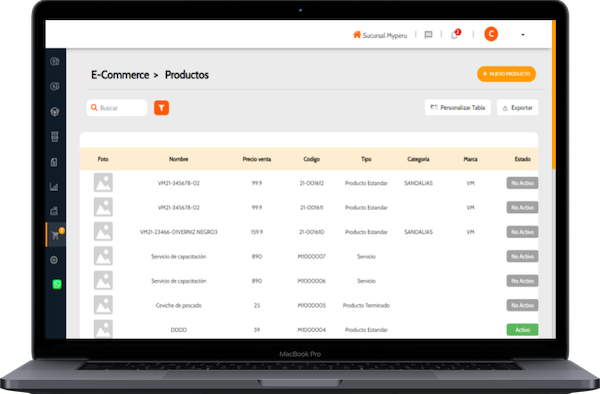 Sucursal Myperu
2
C
E-Commerce > Productos
+ NUEVO PRODUCTO
Buscar
Personalizar Tabla
Exportar
Foto Nombre Precio venta Codigo Tipo Categoría Marca Estado
VM21-345678-02 99.9 21-001612 Producto Estandar SANDALIAS VM No Activo
VM21-345678-02 99.9 21-001611 Producto Estandar VM No Activo
VM21-23466-01VERNIZ NEGRO3 159.9 21-001610 Producto Estandar SANDALIAS VM No Activo
Servicio de capacitación 890 M1000007 Servicio No Activo
Servicio de capacitación 890 M1000006 Servicio No Activo
Ceviche de pescado 25 M1000005 Producto Terminado No Activo
DDDD 59 M1000004 Producto Estandar Activo
MacBook Pro